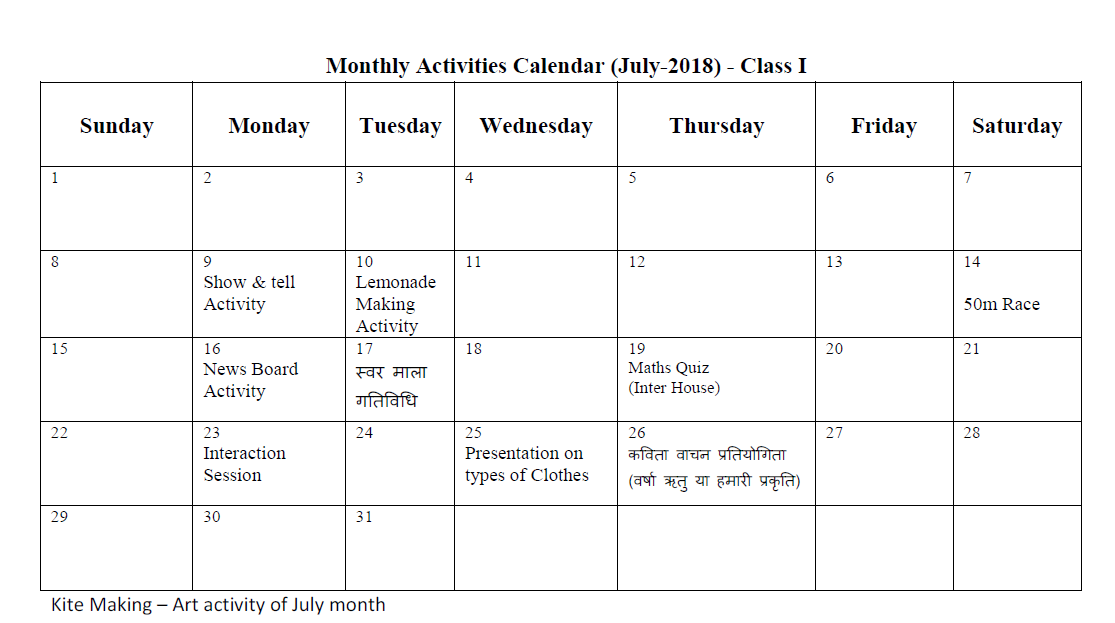 Monthly Activities Calendar (July-2018) - Class I
Sunday Monday Tuesday Wednesday Thursday Friday Saturday
1 2 3 4 5 6 7
8
9
Show & tell
Activity
10
Lemonade
Making
Activity
11
12
13
14
50m Race
15
16
News Board
Activity
17
स्वर माला
गतिविधि
18
19
Maths Quiz
(Inter House)
20
21
22
23
Interaction
Session
24
25
Presentation on
types of Clothes
26
कविता वाचन प्रतियोगिता
(वर्षा ऋतु या हमारी प्रकृति)
27
28
29 30 31
Kite Making – Art activity of July month